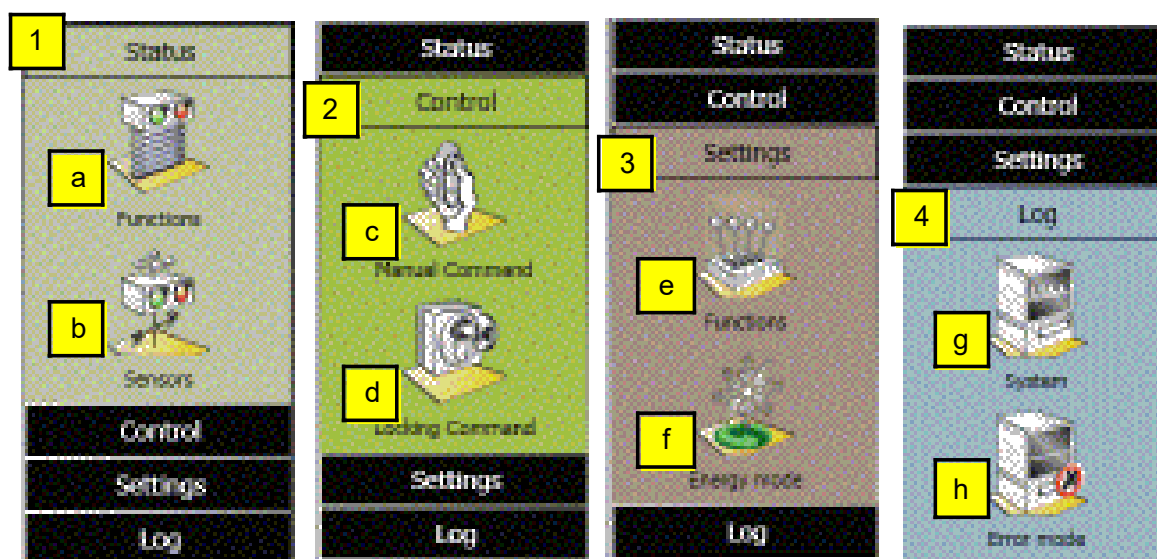 1
Status
a
Functions
b
Sensors
Control
Settings
Log
Status
2
Control
c
Manual Command
d
Locking Command
Settings
Log
Status
Control
3
Settings
e
Functions
f
Energy mode
Log
Status
Control
Settings
4
Log
g
System
h
Error mode